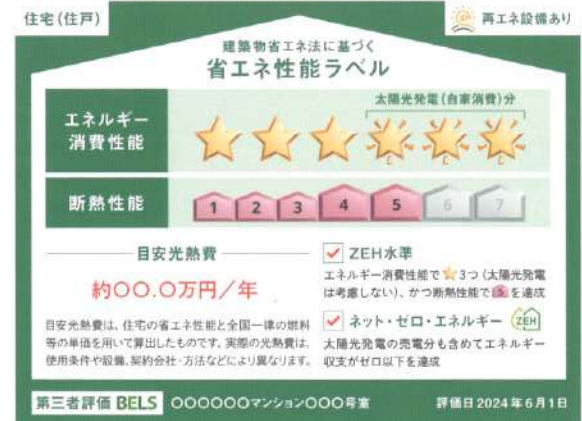 住宅(住戸)
再エネ設備あり
建築物省エネ法に基づく
省エネ性能ラベル
太陽光発電(自家消費)分
エネルギー
消費性能
断熱性能
1 2 3 4 5 6 7
目安光熱費
約〇〇.〇万円/年
目安光熱費は、住宅の省エネ性能と全国一律の燃料
等の単価を用いて算出したものです。実際の光熱費は、
使用条件や設備、契約会社・方法などにより異なります。
ZEH水準
エネルギー消費性能で⭐3つ(太陽光発電
は考慮しない)、かつ断熱性能で5を達成
ネット・ゼロ・エネルギー ZEH
太陽光発電の売電分も含めてエネルギー
収支がゼロ以下を達成
第三者評価 BELS 〇〇〇〇〇〇マンション〇〇〇号室 評価日2024年6月1日